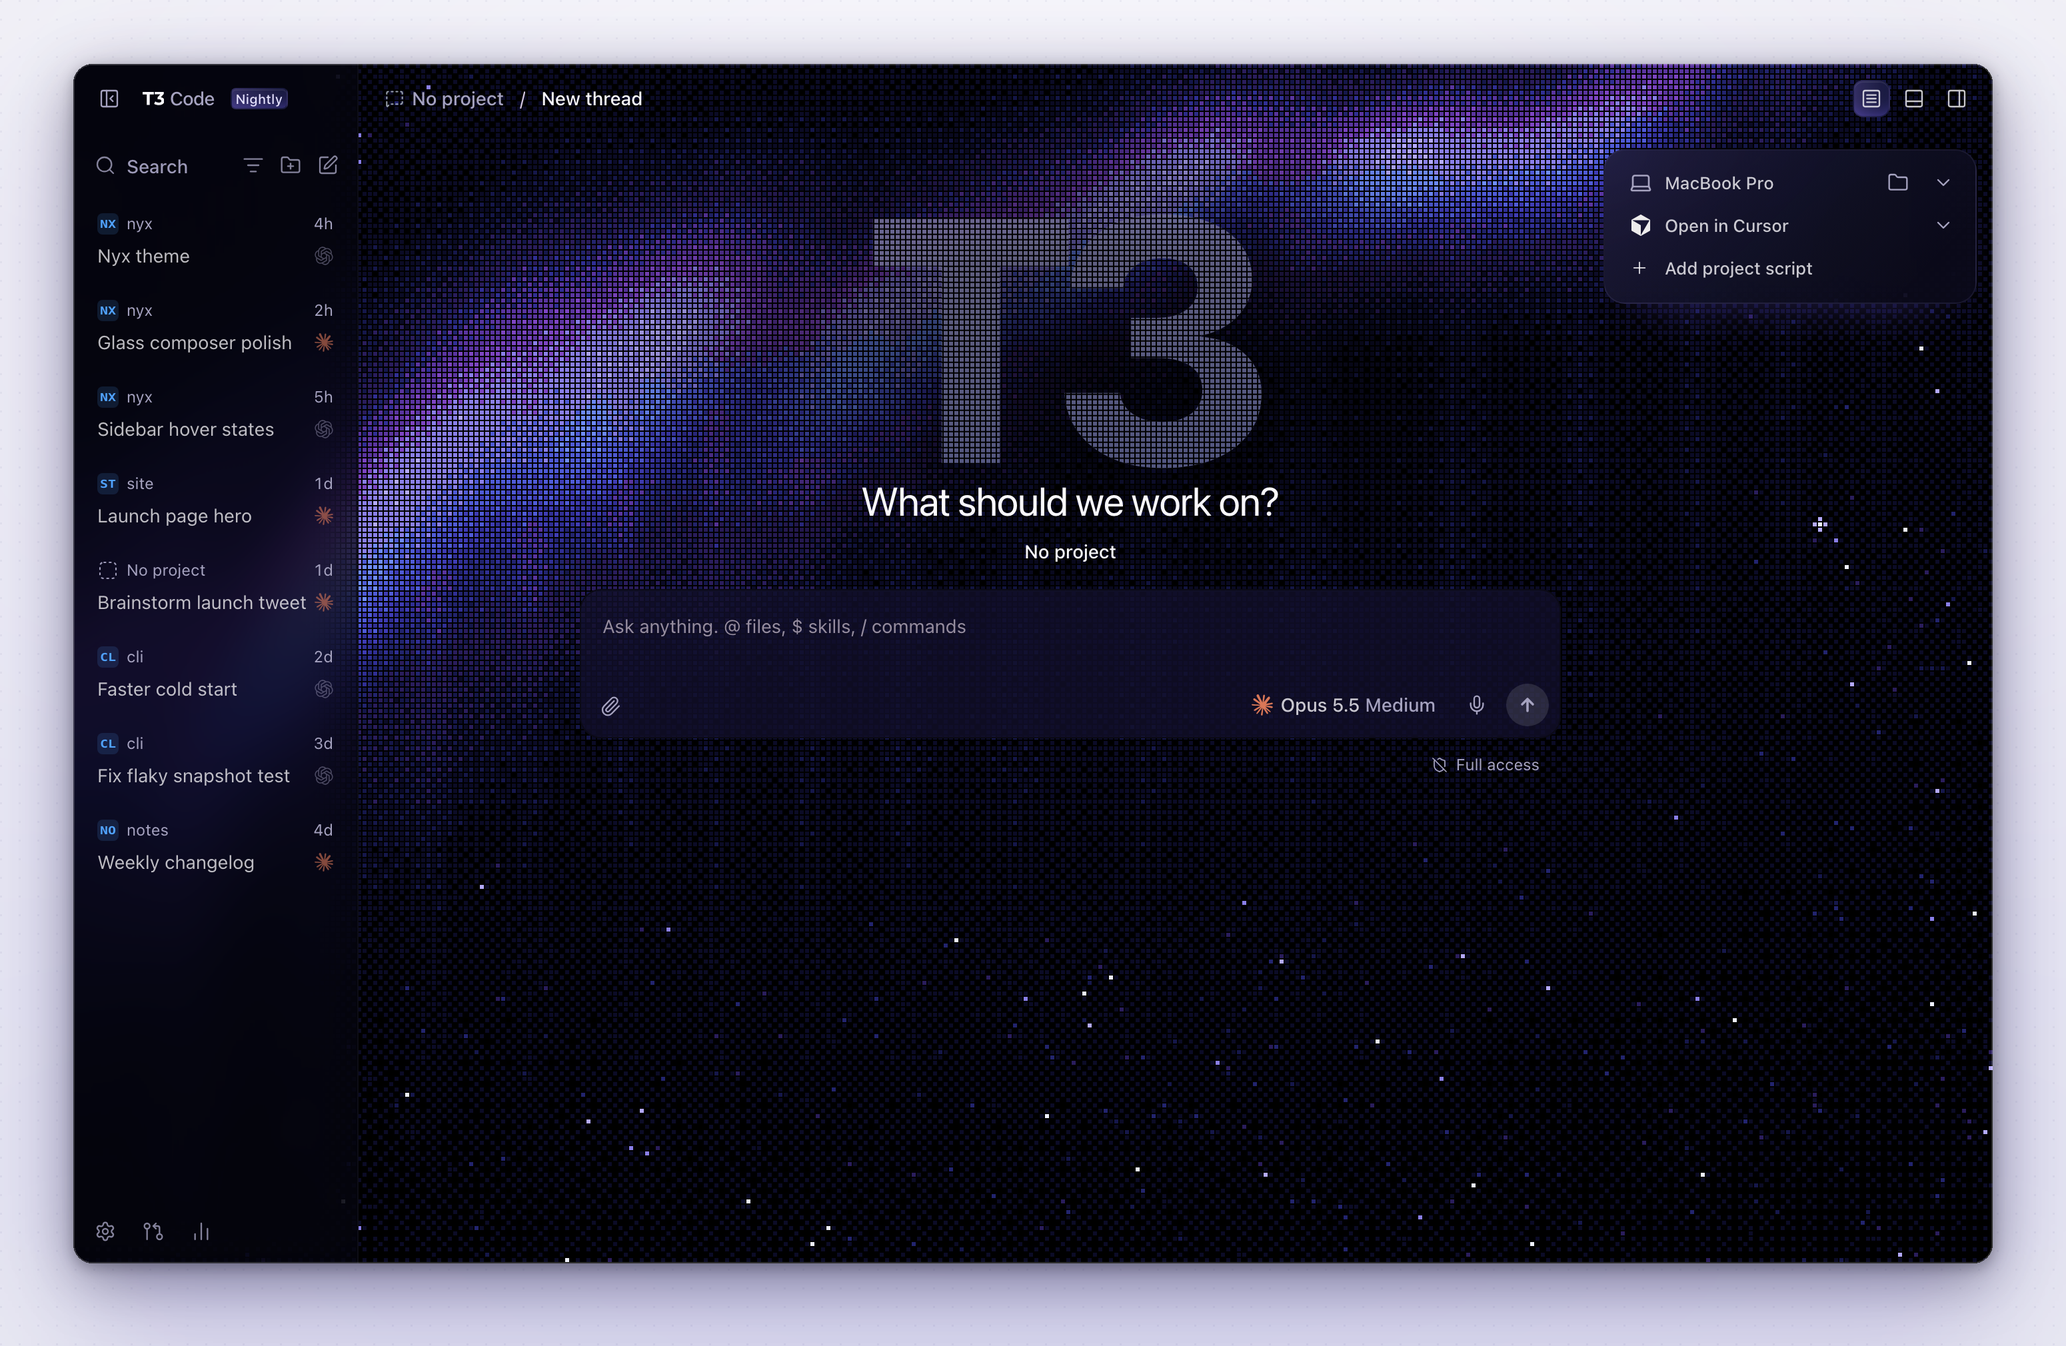 T3 Code Nightly
Search
NX nyx 4h
Nyx theme
NX nyx 2h
Glass composer polish
NX nyx 5h
Sidebar hover states
ST site 1d
Launch page hero
No project 1d
Brainstorm launch tweet
CL cli 2d
Faster cold start
CL cli 3d
Fix flaky snapshot test
NO notes 4d
Weekly changelog
No project / New thread
MacBook Pro
Open in Cursor
Add project script
T3
What should we work on?
No project
Ask anything. @ files, $ skills, / commands
Opus 5.5 Medium
Full access